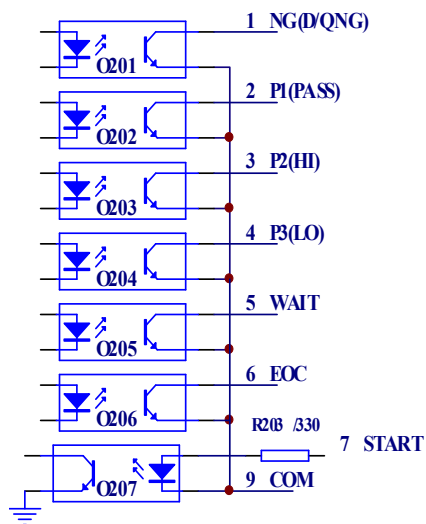 1 NG(D/QNG)
O201
2 P1(PASS)
O202
3 P2(HI)
O203
4 P3(LO)
O204
5 WAIT
O205
6 EOC
O206
R203 /330
7 START
O207
9 COM